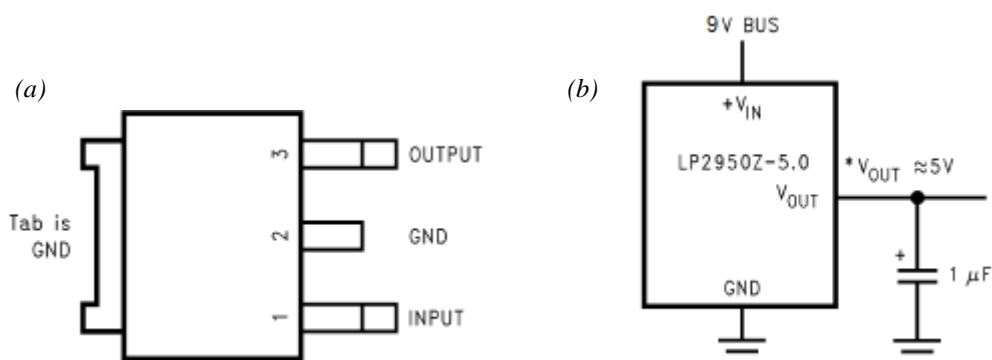 (a)
3
OUTPUT
2
GND
1
INPUT
Tab is
GND
(b)
9V BUS
+VIN
LP2950Z-5.0
VOUT
GND
*VOUT ≈5V
+
1 μF